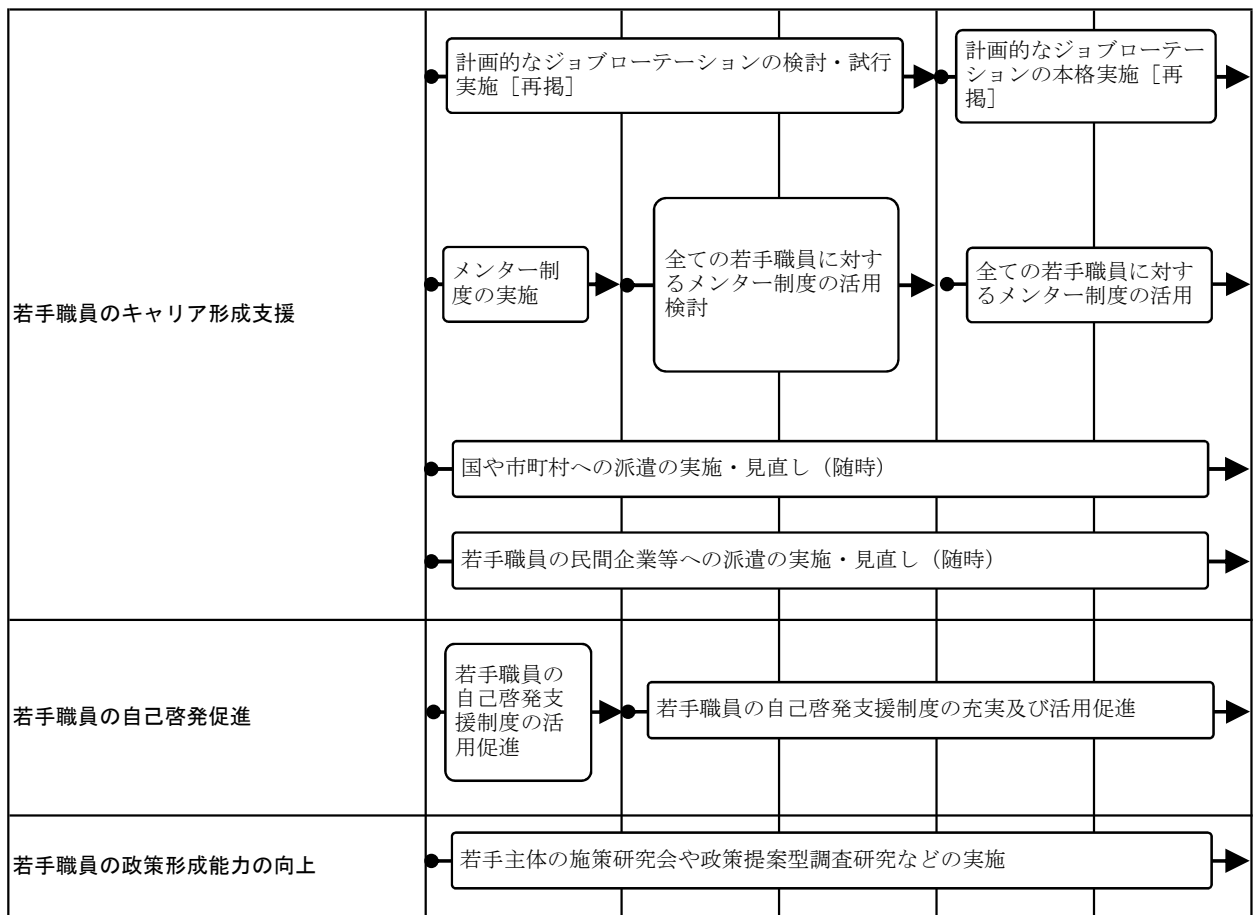 計画的なジョブローテーションの検討・試行
実施［再掲］
計画的なジョブローテー
ションの本格実施［再
掲］
若手職員のキャリア形成支援
メンター制
度の実施
全ての若手職員に対す
るメンター制度の活用
検討
全ての若手職員に対す
るメンター制度の活用
国や市町村への派遣の実施・見直し（随時）
若手職員の民間企業等への派遣の実施・見直し（随時）
若手職員の自己啓発促進
若手職員の
自己啓発支
援制度の活
用促進
若手職員の自己啓発支援制度の充実及び活用促進
若手職員の政策形成能力の向上
若手主体の施策研究会や政策提案型調査研究などの実施